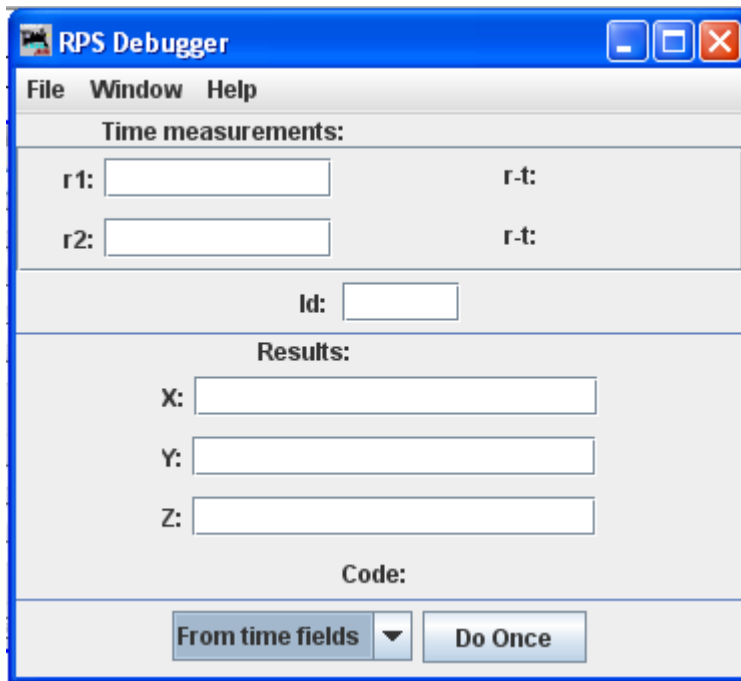 RPS Debugger
File Window Help
Time measurements:
r1: r-t:
r2: r-t:
Id:
Results:
X:
Y:
Z:
Code:
From time fields Do Once